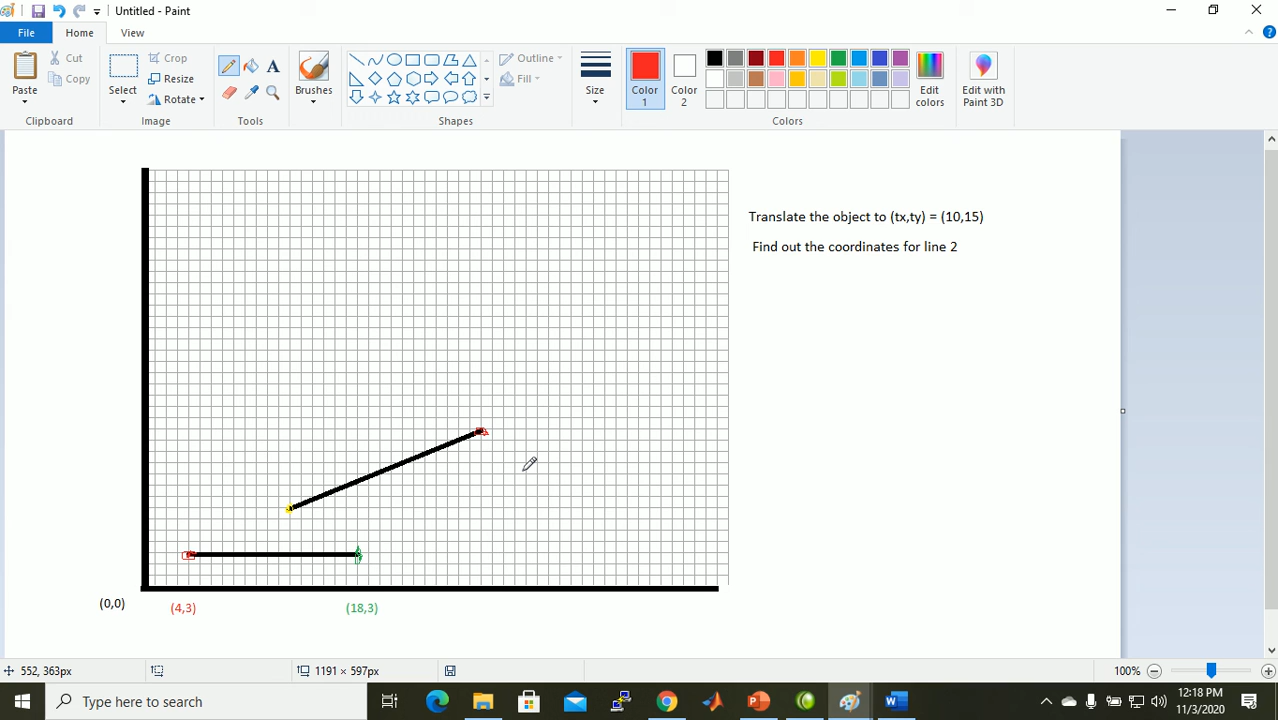 Untitled - Paint
File
Home
View
Paste
Cut
Copy
Clipboard
Select
Crop
Resize
Rotate
Image
A
Tools
Brushes
Outline
Fill
Shapes
Size
Color
1
Color
2
Edit
colors
Colors
Edit with
Paint 3D
Translate the object to (tx,ty) = (10,15)
Find out the coordinates for line 2
(0,0)
(4,3)
(18,3)
552, 363px
1191 × 597px
100%
Type here to search
12:18 PM
11/3/2020